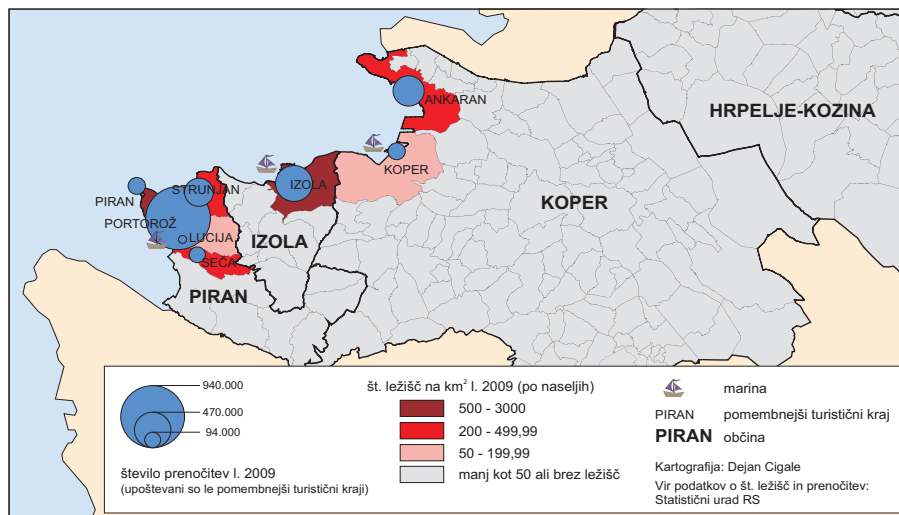 ANKARAN
HRPELJE-KOZINA
KOPER
KOPER
STRUNJAN
IZOLA
PIRAN
PORTOROŽ
LUCIJA
IZOLA
SEČA
PIRAN
940.000
470.000
94.000
število prenočitev l. 2009
(upoštevani so le pomembnejši turistični kraji)
št. ležišč na km² l. 2009 (po naseljih)
500 - 3000
200 - 499,99
50 - 199,99
manj kot 50 ali brez ležišč
marina
PIRAN pomembnejši turistični kraj
PIRAN občina
Kartografija: Dejan Cigale
Vir podatkov o št. ležišč in prenočitev:
Statistični urad RS